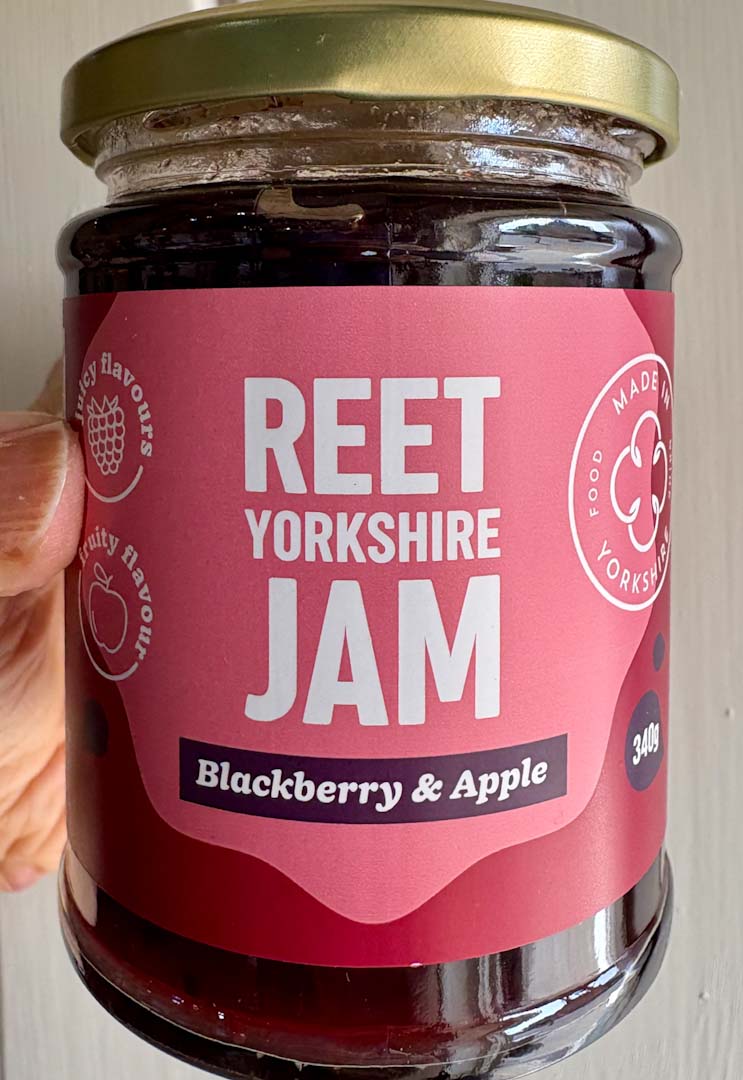 REET
YORKSHIRE
JAM
Blackberry & Apple
juicy flavours
fruity flavour
MADE IN
YORKSHIRE
FOOD
340g